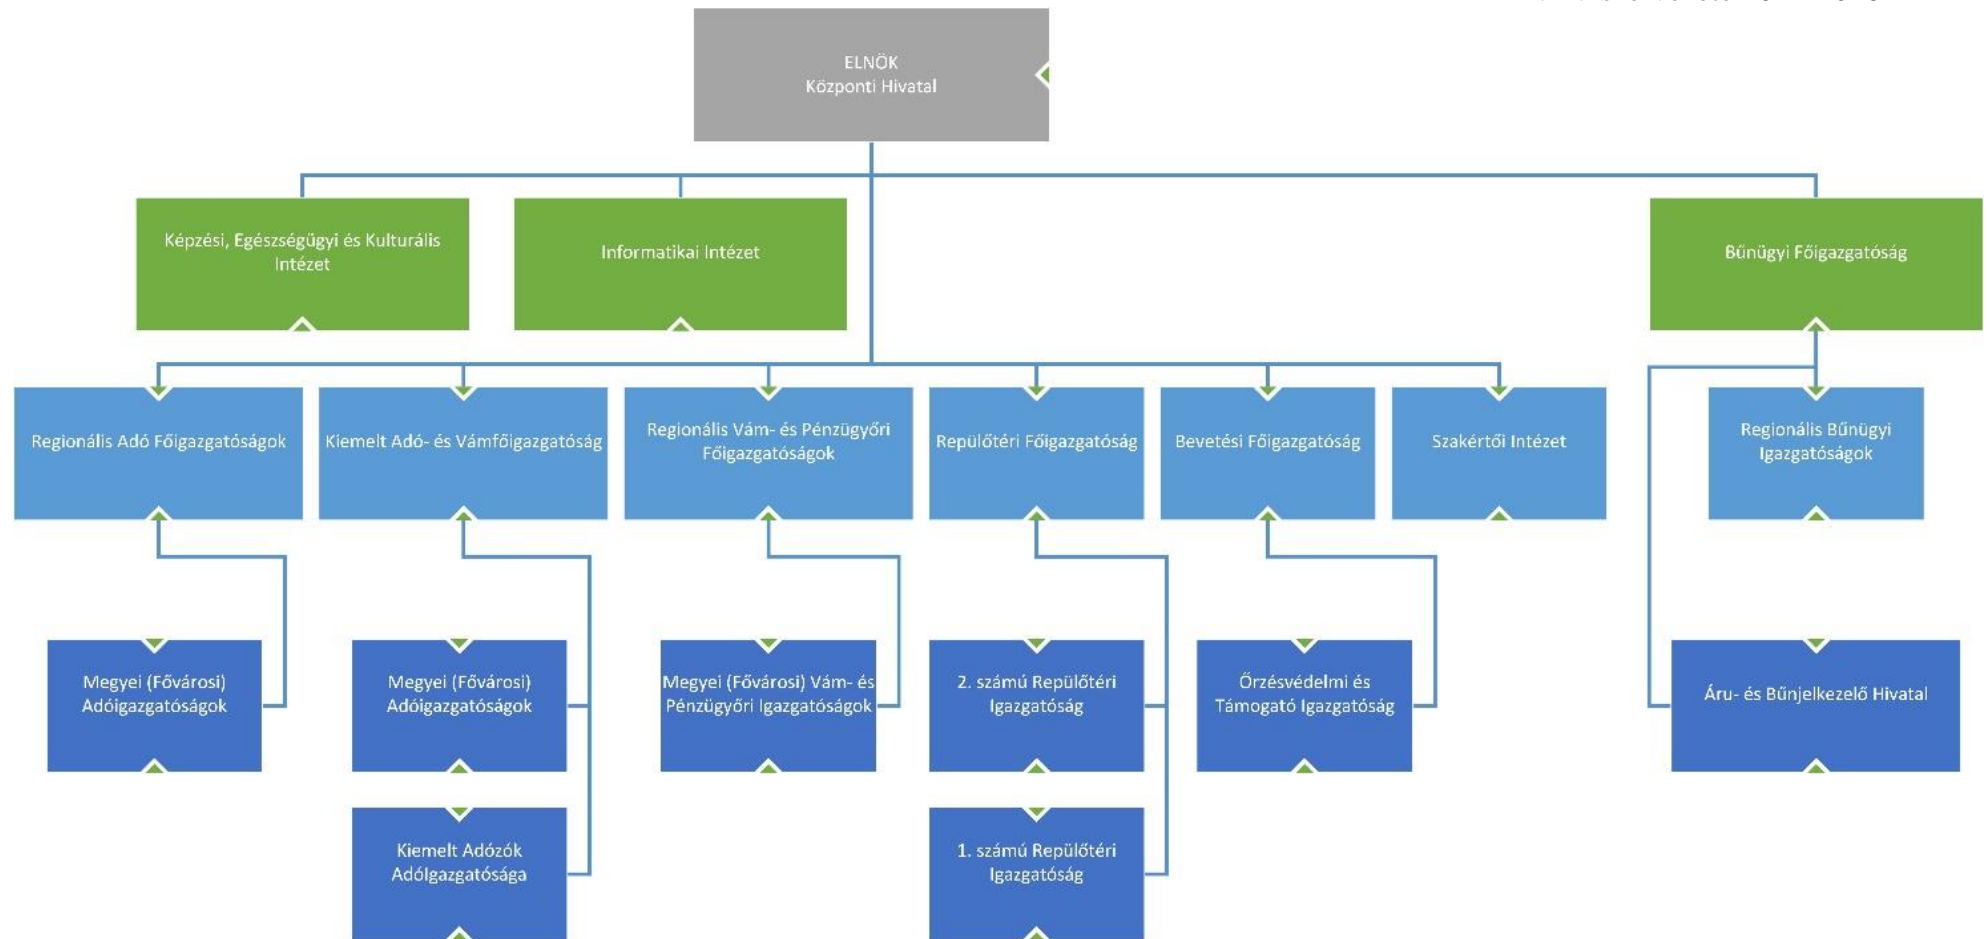 ELNÖK
Központi Hivatal
Képzési, Egészségügyi és Kulturális
Intézet
Informatikai Intézet
Bűnügyi Főigazgatóság
Regionális Adó Főigazgatóságok
Kiemelt Adó- és Vámfőigazgatóság
Regionális Vám- és Pénzügyőri
Főigazgatóságok
Repülőtéri Főigazgatóság
Bevetési Főigazgatóság
Szakértői Intézet
Regionális Bűnügyi
Igazgatóságok
Megyei (Fővárosi)
Adóigazgatóságok
Megyei (Fővárosi)
Adóigazgatóságok
Megyei (Fővárosi) Vám- és
Pénzügyőri Igazgatóságok
2. számú Repülőtéri
Igazgatóság
Őrzésvédelmi és
Támogató Igazgatóság
Áru- és Bűnjelkezelő Hivatal
Kiemelt Adózók
AdóIgazgatósága
1. számú Repülőtéri
Igazgatóság